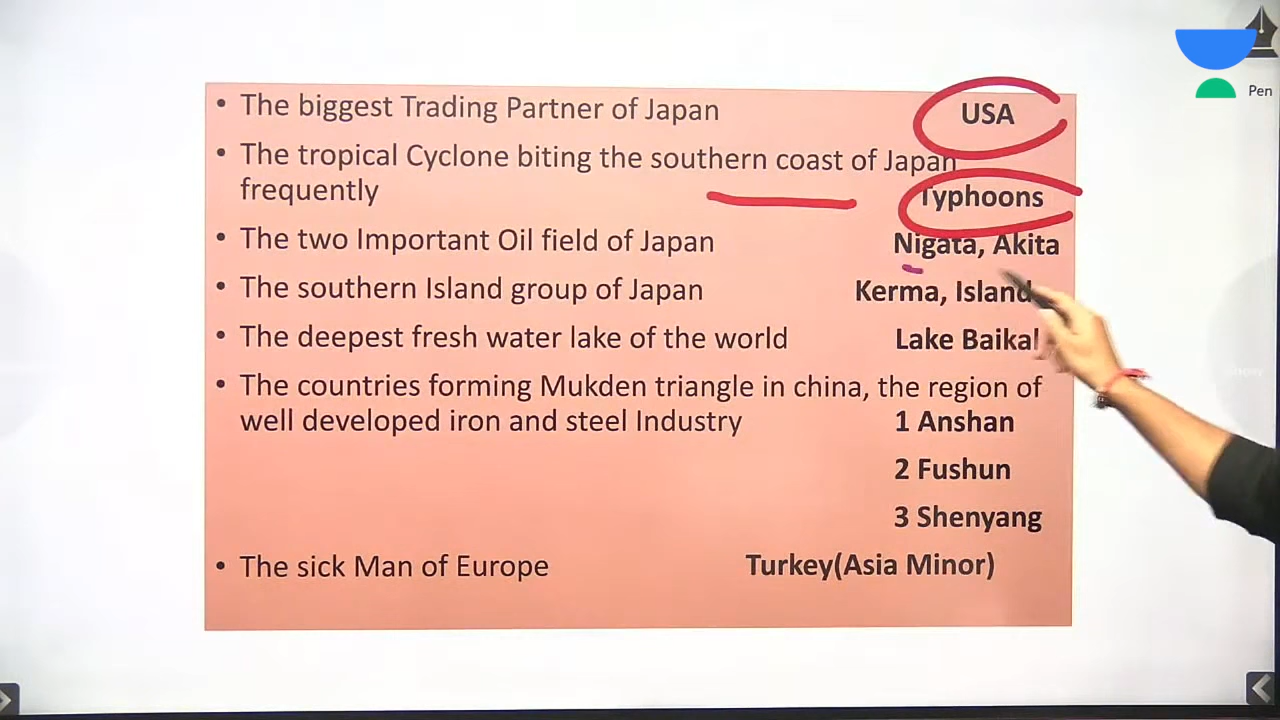 • The biggest Trading Partner of Japan USA
• The tropical Cyclone biting the southern coast of Japan
frequently Typhoons
• The two Important Oil field of Japan Nigata, Akita
• The southern Island group of Japan Kerma, Island
• The deepest fresh water lake of the world Lake Baikal
• The countries forming Mukden triangle in china, the region of
well developed iron and steel Industry 1 Anshan
2 Fushun
3 Shenyang
• The sick Man of Europe Turkey(Asia Minor)
Pen